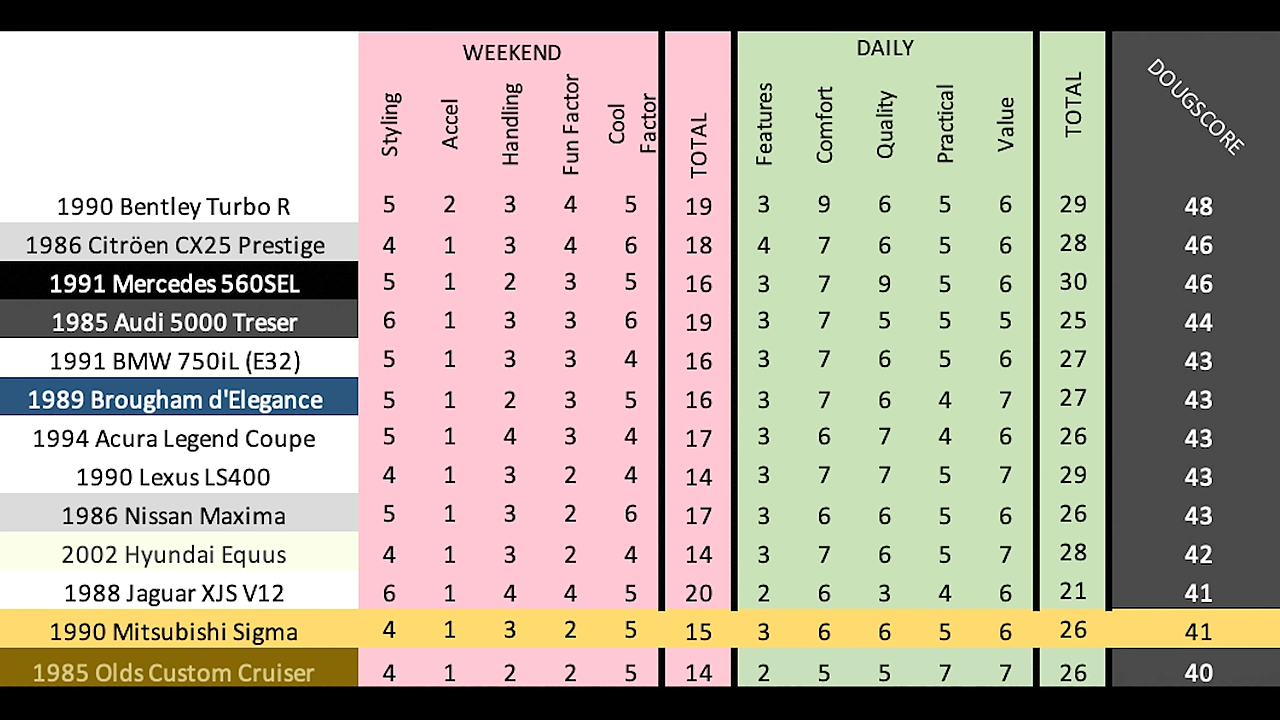 WEEKEND DAILY
Styling Accel Handling Fun Factor Cool Factor TOTAL Features Comfort Quality Practical Value TOTAL DOUGSCORE
1990 Bentley Turbo R 5 2 3 4 5 19 3 9 6 5 6 29 48
1986 Citröen CX25 Prestige 4 1 3 4 6 18 4 7 6 5 6 28 46
1991 Mercedes 560SEL 5 1 2 3 5 16 3 7 9 5 6 30 46
1985 Audi 5000 Treser 6 1 3 3 6 19 3 7 5 5 5 25 44
1991 BMW 750iL (E32) 5 1 3 3 4 16 3 7 6 5 6 27 43
1989 Brougham d'Elegance 5 1 2 3 5 16 3 7 6 4 7 27 43
1994 Acura Legend Coupe 5 1 4 3 4 17 3 6 7 4 6 26 43
1990 Lexus LS400 4 1 3 2 4 14 3 7 7 5 7 29 43
1986 Nissan Maxima 5 1 3 2 6 17 3 6 6 5 6 26 43
2002 Hyundai Equus 4 1 3 2 4 14 3 7 6 5 7 28 42
1988 Jaguar XJS V12 6 1 4 4 5 20 2 6 3 4 6 21 41
1990 Mitsubishi Sigma 4 1 3 2 5 15 3 6 6 5 6 26 41
1985 Olds Custom Cruiser 4 1 2 2 5 14 2 5 5 7 7 26 40